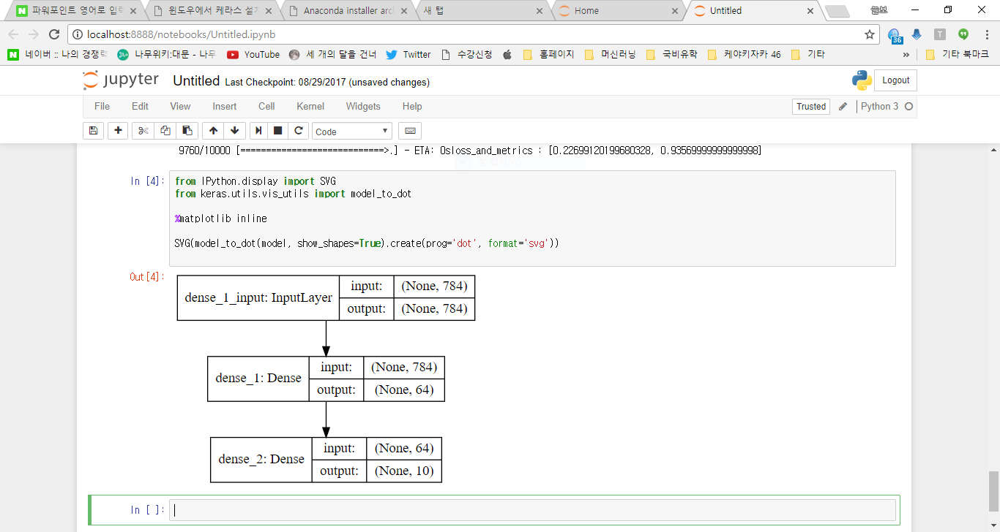 파워포인트 영어로 입력
윈도우에서 케라스 설치
Anaconda installer arc
새 탭
Home
Untitled
늘보
localhost:8888/notebooks/Untitled.ipynb
36
네이버 :: 나의 경쟁력
나무위키:대문 - 나무
YouTube
세 개의 달을 건너
Twitter
수강신청
홈페이지
머신러닝
국비유학
케야키자카 46
기타
»
기타 북마크
jupyter
Untitled Last Checkpoint: 08/29/2017 (unsaved changes)
Logout
File Edit View Insert Cell Kernel Widgets Help
Trusted
Python 3
Code
9760/10000 [============================>.] - ETA: 0sloss_and_metrics : [0.22699120199680328, 0.93569999999999998]
In [4]:
from IPython.display import SVG
from keras.utils.vis_utils import model_to_dot
%matplotlib inline
SVG(model_to_dot(model, show_shapes=True).create(prog='dot', format='svg'))
Out[4]:
dense_1_input: InputLayer
input: (None, 784)
output: (None, 784)
dense_1: Dense
input: (None, 784)
output: (None, 64)
dense_2: Dense
input: (None, 64)
output: (None, 10)
In [ ]: